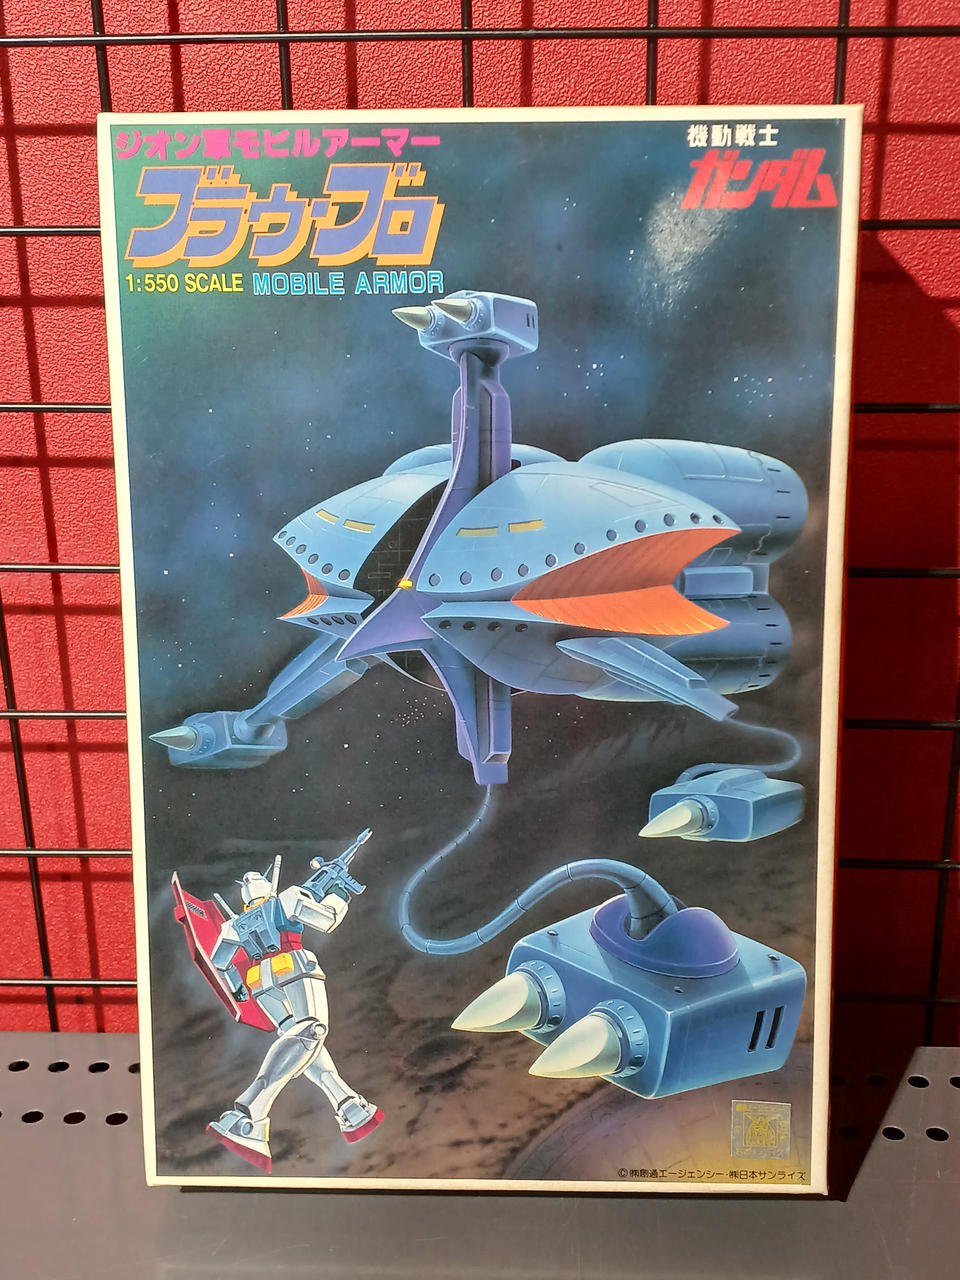 ジオン軍モビルアーマー
ブラウ・ブロ
1:550 SCALE MOBILE ARMOR
機動戦士
ガンダム
©㈱創通エージェンシー・㈱日本サンライズ